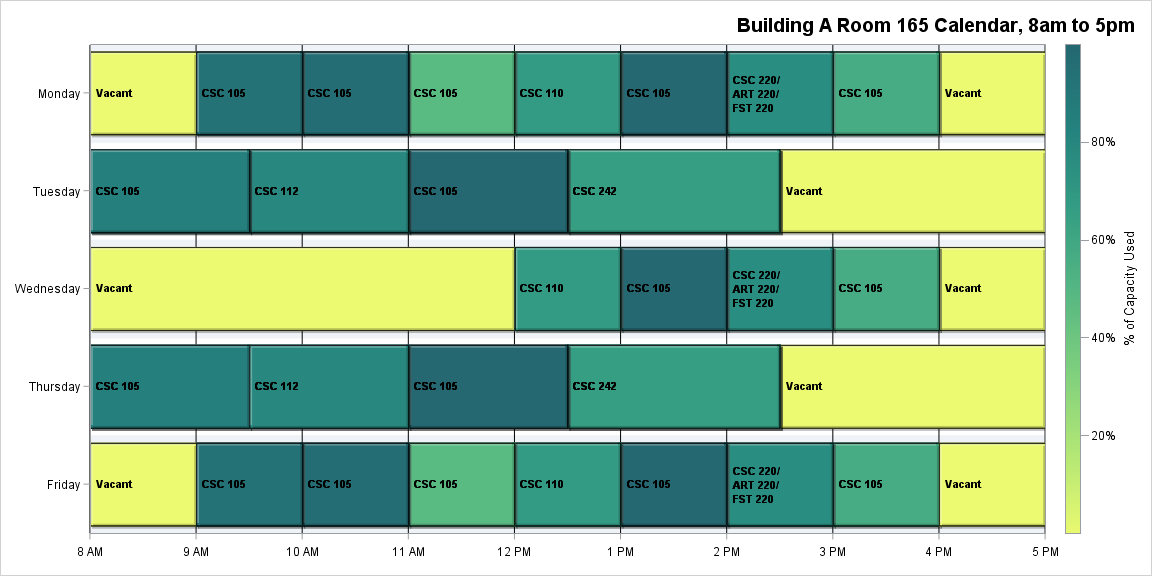 Building A Room 165 Calendar, 8am to 5pm
Monday
Vacant
CSC 105
CSC 105
CSC 105
CSC 110
CSC 105
CSC 220/
ART 220/
FST 220
CSC 105
Vacant
Tuesday
CSC 105
CSC 112
CSC 105
CSC 242
Vacant
Wednesday
Vacant
CSC 110
CSC 105
CSC 220/
ART 220/
FST 220
CSC 105
Vacant
Thursday
CSC 105
CSC 112
CSC 105
CSC 242
Vacant
Friday
Vacant
CSC 105
CSC 105
CSC 105
CSC 110
CSC 105
CSC 220/
ART 220/
FST 220
CSC 105
Vacant
8 AM
9 AM
10 AM
11 AM
12 PM
1 PM
2 PM
3 PM
4 PM
5 PM
80%
60%
40%
20%
% of Capacity Used